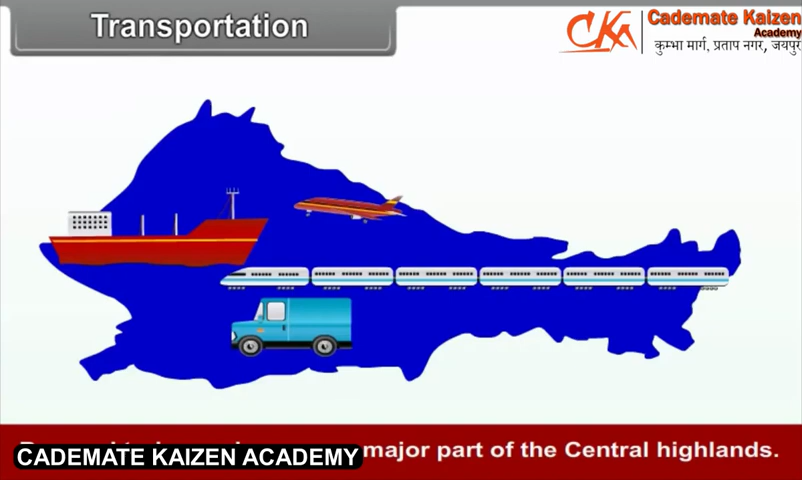 Transportation
CKA
Cademate Kaizen
Academy
कुम्भा मार्ग, प्रताप नगर, जयपुर
major part of the Central highlands.
CADEMATE KAIZEN ACADEMY